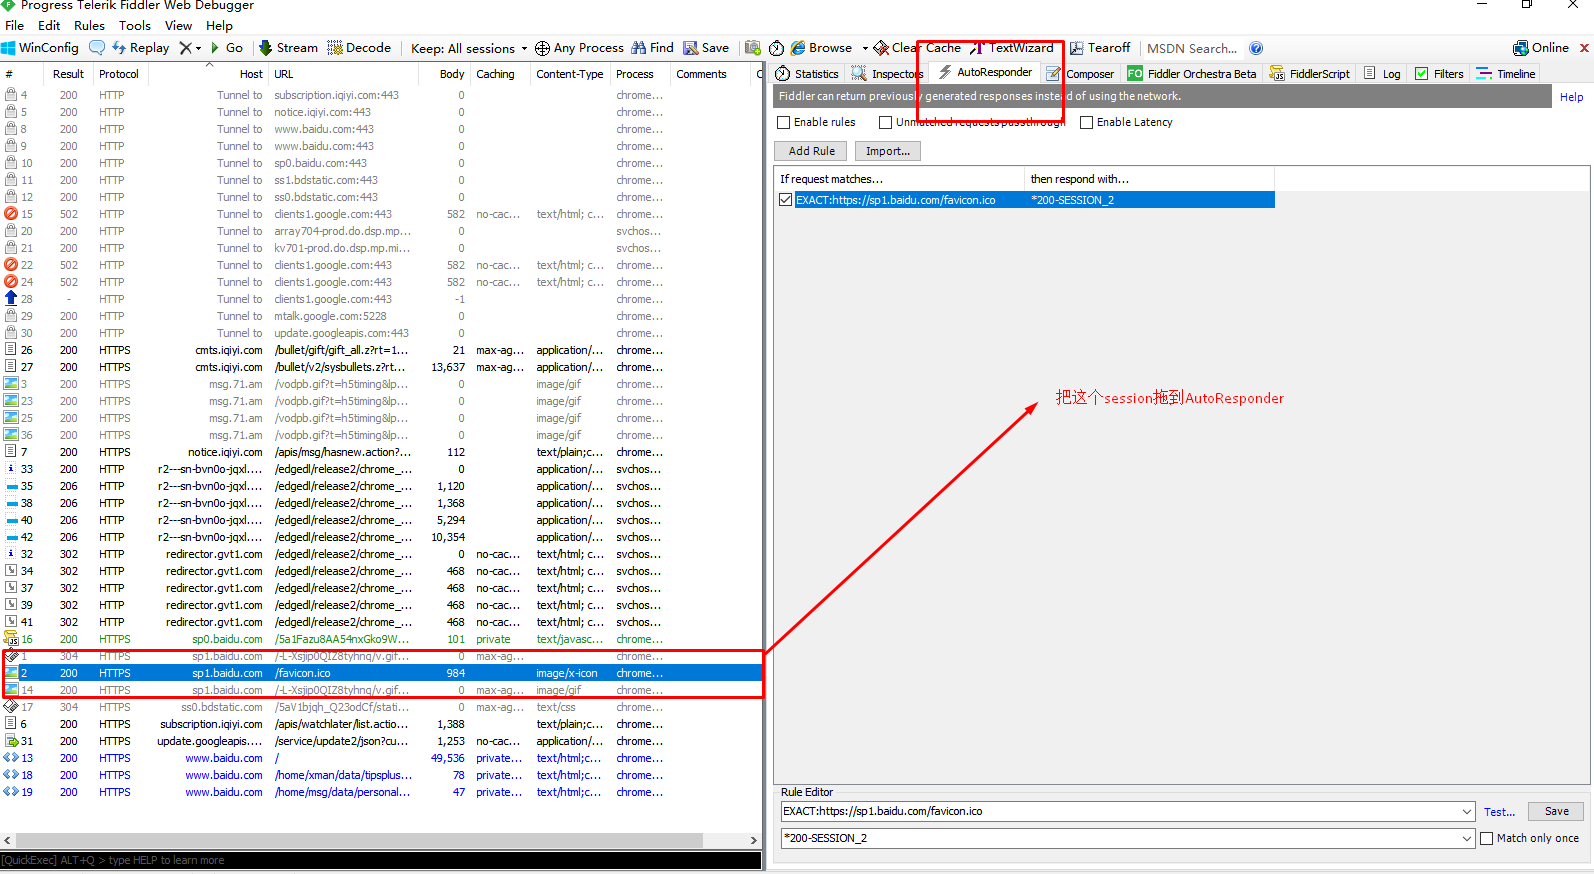 Progress Telerik Fiddler Web Debugger
File Edit Rules Tools View Help
WinConfig Replay Go Stream Decode Keep: All sessions Any Process Find Save Browse Clear Cache TextWizard Tearoff MSDN Search... Online
# Result Protocol Host URL Body Caching Content-Type Process Comments C
4 200 HTTP Tunnel to subscription.iqiyi.com:443 0 chrome...
5 200 HTTP Tunnel to notice.iqiyi.com:443 0 chrome...
8 200 HTTP Tunnel to www.baidu.com:443 0 chrome...
9 200 HTTP Tunnel to www.baidu.com:443 0 chrome...
10 200 HTTP Tunnel to sp0.baidu.com:443 0 chrome...
11 200 HTTP Tunnel to ss1.bdstatic.com:443 0 chrome...
12 200 HTTP Tunnel to ss0.bdstatic.com:443 0 chrome...
15 502 HTTP Tunnel to clients1.google.com:443 582 no-cac... text/html; c... chrome...
20 200 HTTP Tunnel to array704-prod.do.dsp.mp... 0 svchos...
21 200 HTTP Tunnel to kv701-prod.do.dsp.mp.mi... 0 svchos...
22 502 HTTP Tunnel to clients1.google.com:443 582 no-cac... text/html; c... chrome...
24 502 HTTP Tunnel to clients1.google.com:443 582 no-cac... text/html; c... chrome...
28 - HTTP Tunnel to clients1.google.com:443 -1 chrome...
29 200 HTTP Tunnel to mtalk.google.com:5228 0 chrome...
30 200 HTTP Tunnel to update.googleapis.com:443 0 chrome...
26 200 HTTPS cmts.iqiyi.com /bullet/gift/gift_all.z?rt=1... 21 max-ag... application/... chrome...
27 200 HTTPS cmts.iqiyi.com /bullet/v2/sysbullets.z?rt... 13,637 max-ag... application/... chrome...
3 200 HTTPS msg.71.am /vodpb.gif?t=h5timing&lp... 0 image/gif chrome...
23 200 HTTPS msg.71.am /vodpb.gif?t=h5timing&lp... 0 image/gif chrome...
25 200 HTTPS msg.71.am /vodpb.gif?t=h5timing&lp... 0 image/gif chrome...
36 200 HTTPS msg.71.am /vodpb.gif?t=h5timing&lp... 0 image/gif chrome...
7 200 HTTPS notice.iqiyi.com /apis/msg/hasnew.action?... 112 text/plain;c... chrome...
33 200 HTTP r2---sn-bvn0o-jqxl.... /edgedl/release2/chrome_... 0 application/... svchos...
35 206 HTTP r2---sn-bvn0o-jqxl.... /edgedl/release2/chrome_... 1,120 application/... svchos...
38 206 HTTP r2---sn-bvn0o-jqxl.... /edgedl/release2/chrome_... 1,368 application/... svchos...
40 206 HTTP r2---sn-bvn0o-jqxl.... /edgedl/release2/chrome_... 5,294 application/... svchos...
42 206 HTTP r2---sn-bvn0o-jqxl.... /edgedl/release2/chrome_... 10,354 application/... svchos...
32 302 HTTP redirector.gvt1.com /edgedl/release2/chrome_... 0 no-cac... text/html; c... svchos...
34 302 HTTP redirector.gvt1.com /edgedl/release2/chrome_... 468 no-cac... text/html; c... svchos...
37 302 HTTP redirector.gvt1.com /edgedl/release2/chrome_... 468 no-cac... text/html; c... svchos...
39 302 HTTP redirector.gvt1.com /edgedl/release2/chrome_... 468 no-cac... text/html; c... svchos...
41 302 HTTP redirector.gvt1.com /edgedl/release2/chrome_... 468 no-cac... text/html; c... svchos...
16 200 HTTPS sp0.baidu.com /5a1Fazu8AA54nxGko9W... 101 private text/javasc... chrome...
1 304 HTTPS sp1.baidu.com /-L-Xsjip0QIZ8tyhnq/v.gif... 0 max-ag... chrome...
2 200 HTTPS sp1.baidu.com /favicon.ico 984 image/x-icon chrome...
14 200 HTTPS sp1.baidu.com /-L-Xsjip0QIZ8tyhnq/v.gif... 0 max-ag... image/gif chrome...
17 304 HTTPS ss0.bdstatic.com /5aV1bjqh_Q23odCf/stati... 0 max-ag... text/css chrome...
6 200 HTTPS subscription.iqiyi.com /apis/watchlater/list.actio... 1,388 text/plain;c... chrome...
31 200 HTTPS update.googleapis.... /service/update2/json?cu... 1,253 no-cac... application/... chrome...
13 200 HTTPS www.baidu.com / 49,536 private... text/html;c... chrome...
18 200 HTTPS www.baidu.com /home/xman/data/tipsplus... 78 private... text/html;c... chrome...
19 200 HTTPS www.baidu.com /home/msg/data/personal... 47 private... text/html;c... chrome...
[QuickExec] ALT+Q > type HELP to learn more
Statistics Inspectors AutoResponder Composer FO Fiddler Orchestra Beta FiddlerScript Log Filters Timeline
Fiddler can return previously generated responses instead of using the network. Help
Enable rules Unmatched requests passthrough Enable Latency
Add Rule Import...
If request matches... then respond with...
EXACT:https://sp1.baidu.com/favicon.ico *200-SESSION_2
把这个session拖到AutoResponder
Rule Editor
EXACT:https://sp1.baidu.com/favicon.ico Test... Save
*200-SESSION_2 Match only once